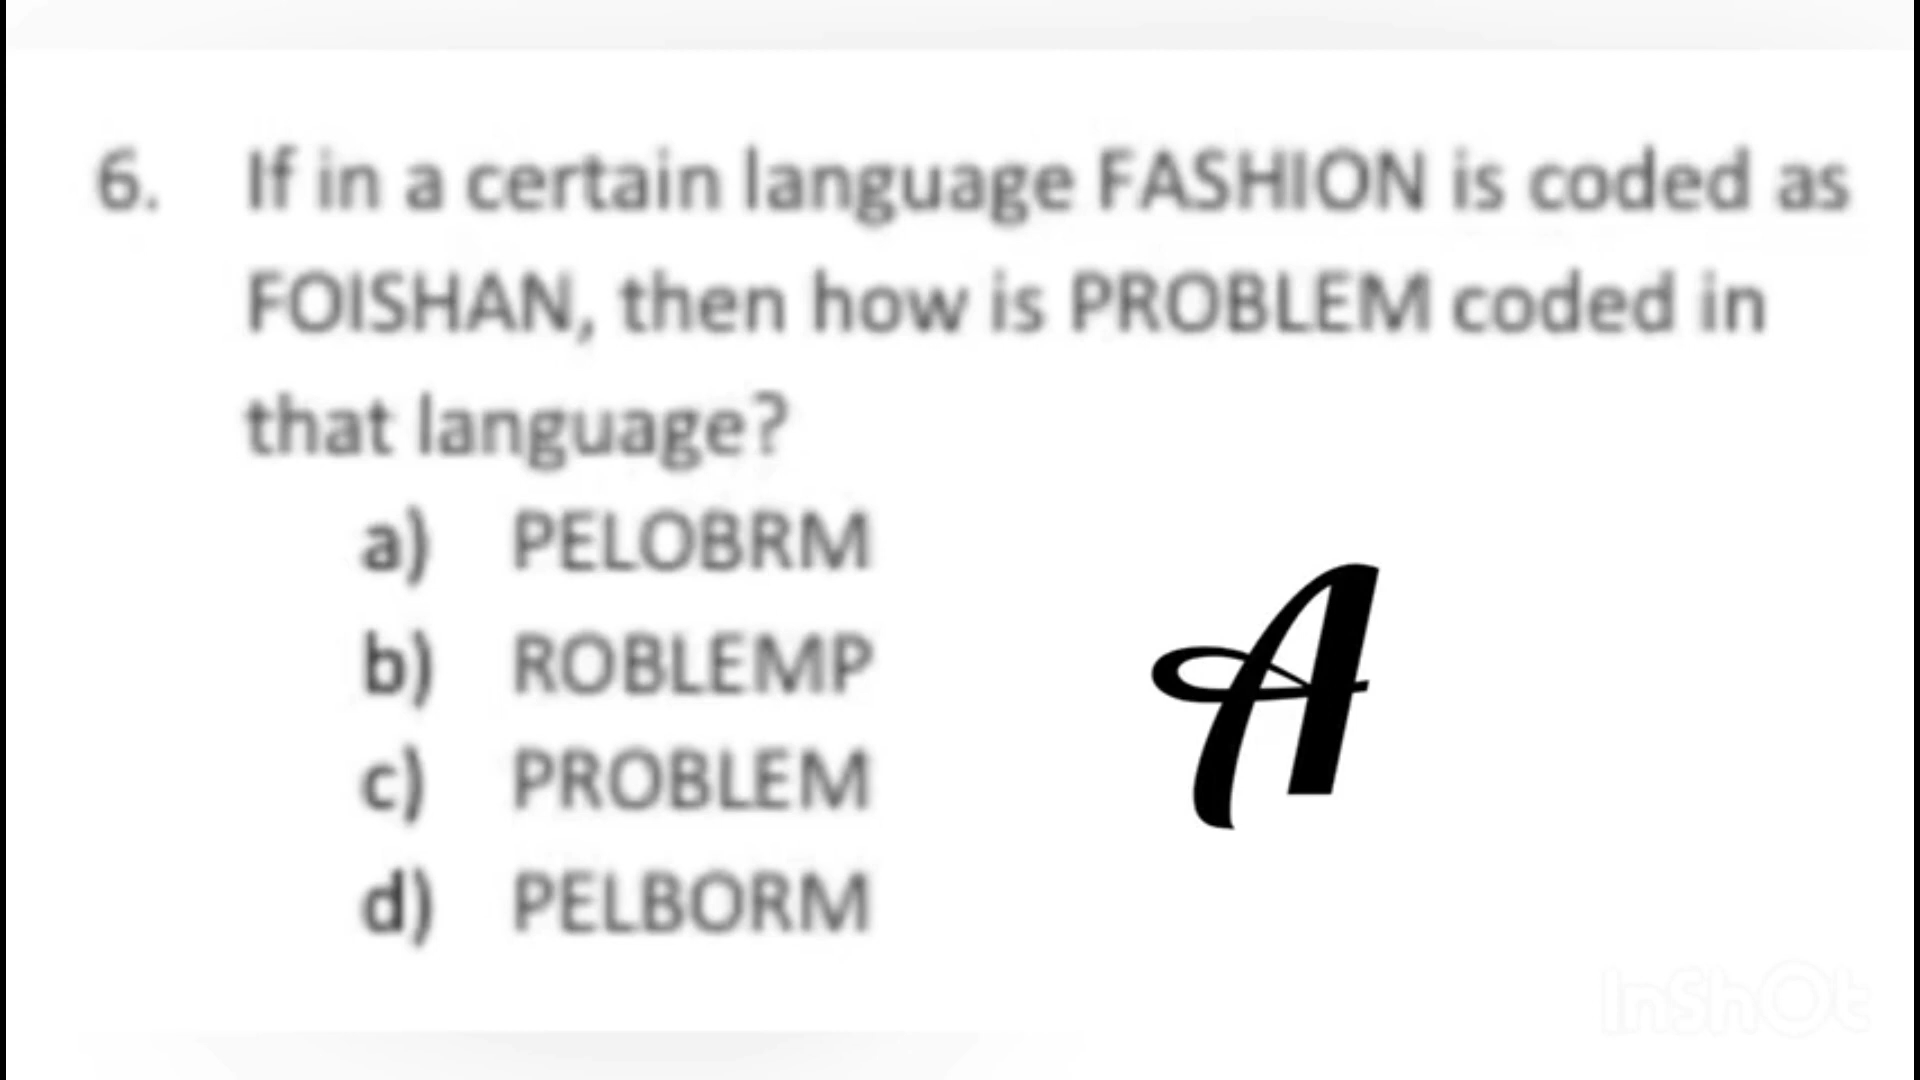 6. If in a certain language FASHION is coded as
FOISHAN, then how is PROBLEM coded in
that language?
a) PELOBRM
b) ROBLEMP
c) PROBLEM
d) PELBORM
A
InShOt